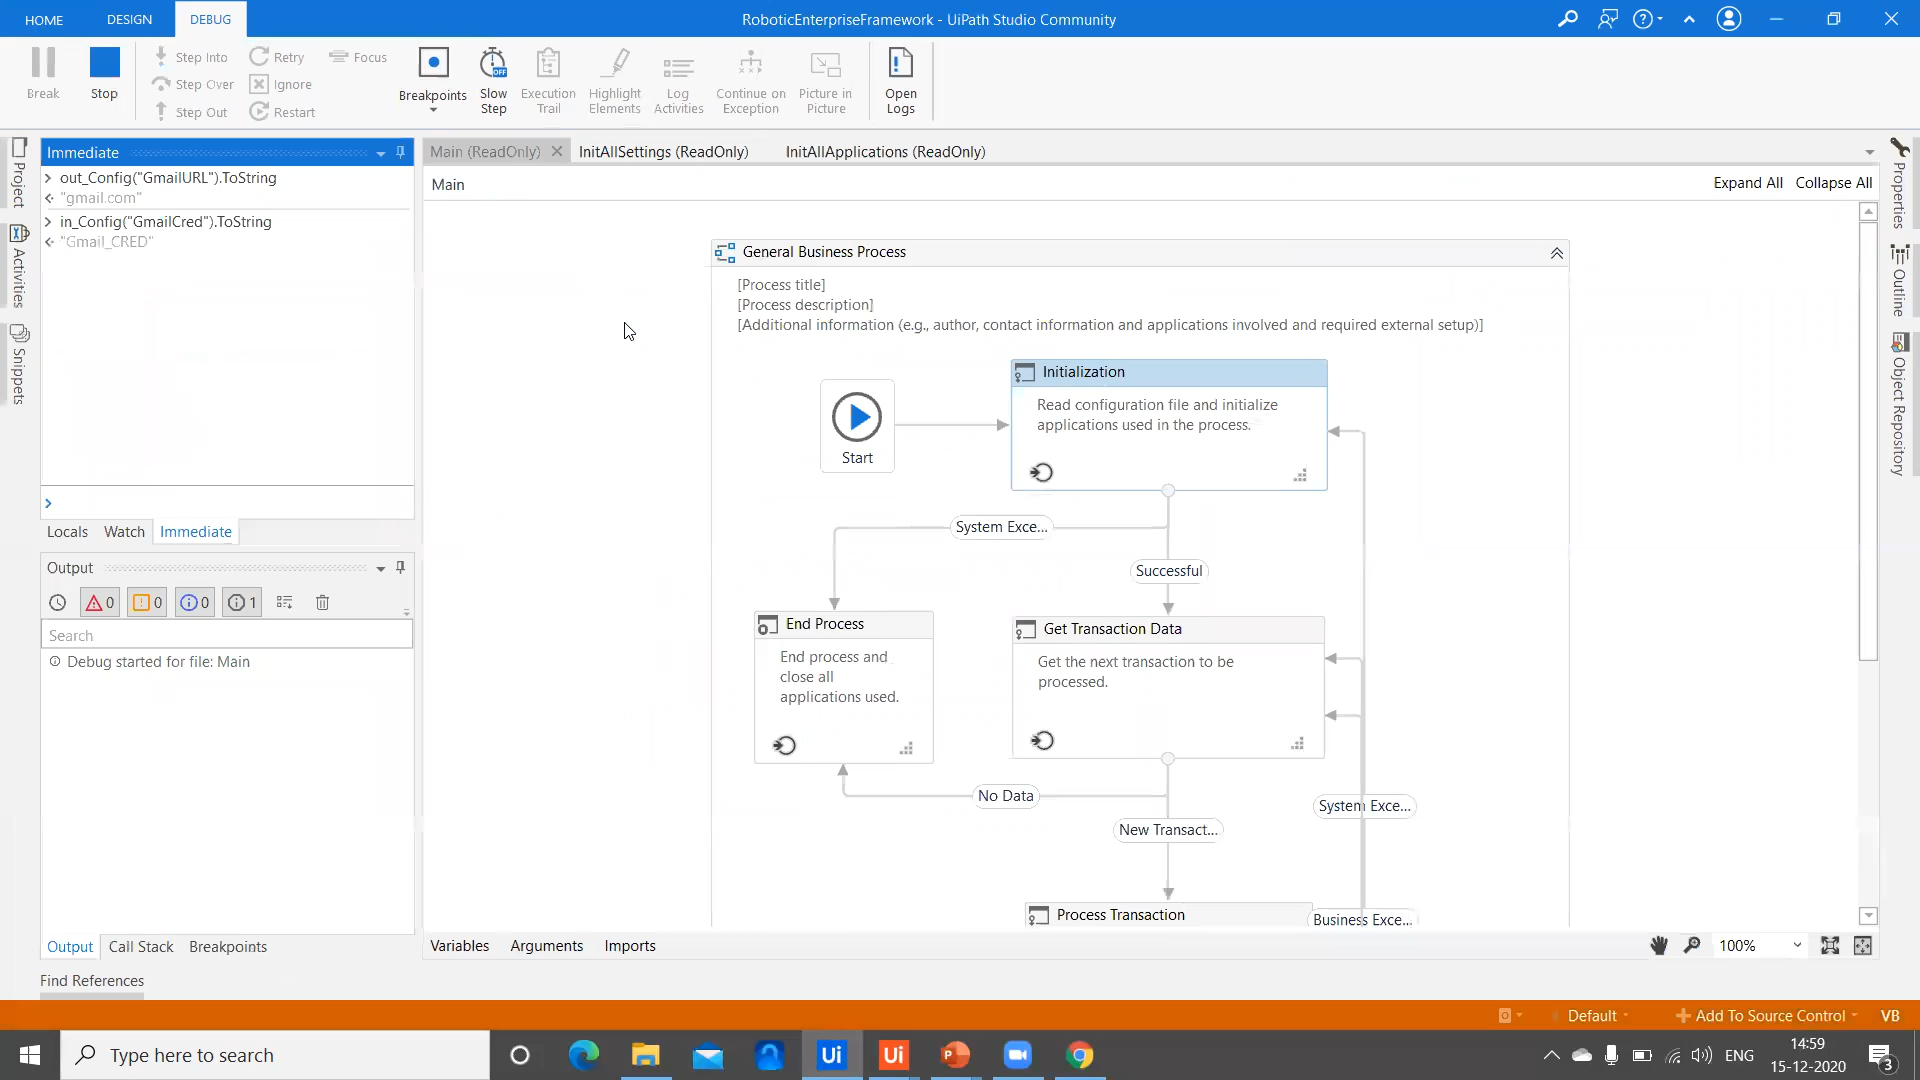 HOME
DESIGN
DEBUG
RoboticEnterpriseFramework - UiPath Studio Community
Break
Stop
Step Into
Step Over
Step Out
Retry
Ignore
Restart
Focus
Breakpoints
Slow
Step
OFF
Execution
Trail
Highlight
Elements
Log
Activities
Continue on
Exception
Picture in
Picture
Open
Logs
Project
Activities
Snippets
Immediate
out_Config("GmailURL").ToString
"gmail.com"
in_Config("GmailCred").ToString
"Gmail_CRED"
Locals
Watch
Immediate
Output
0
0
0
1
Search
Debug started for file: Main
Output
Call Stack
Breakpoints
Find References
Main (ReadOnly)
InitAllSettings (ReadOnly)
InitAllApplications (ReadOnly)
Main
Expand All
Collapse All
General Business Process
[Process title]
[Process description]
[Additional information (e.g., author, contact information and applications involved and required external setup)]
Start
Initialization
Read configuration file and initialize
applications used in the process.
System Exce...
Successful
End Process
End process and
close all
applications used.
Get Transaction Data
Get the next transaction to be
processed.
No Data
New Transact...
System Exce...
Process Transaction
Business Exce...
Variables
Arguments
Imports
100%
Properties
Outline
Object Repository
Default
Add To Source Control
VB
Type here to search
Ui
Ui
P
ENG
14:59
15-12-2020
3